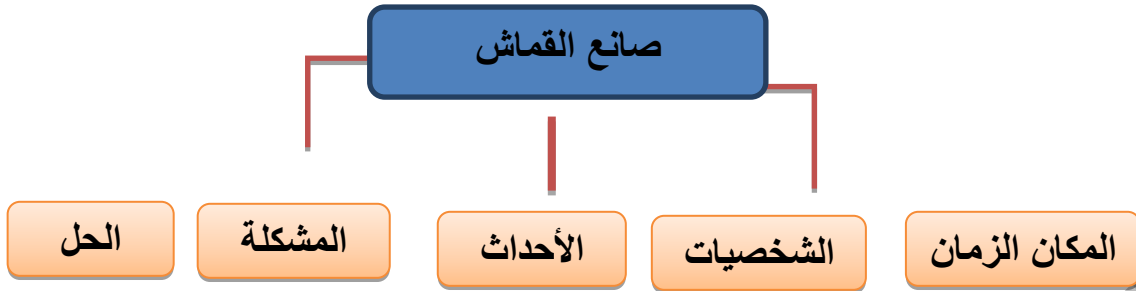 صانع القماش
المكان الزمان
الشخصيات
الأحداث
المشكلة
الحل